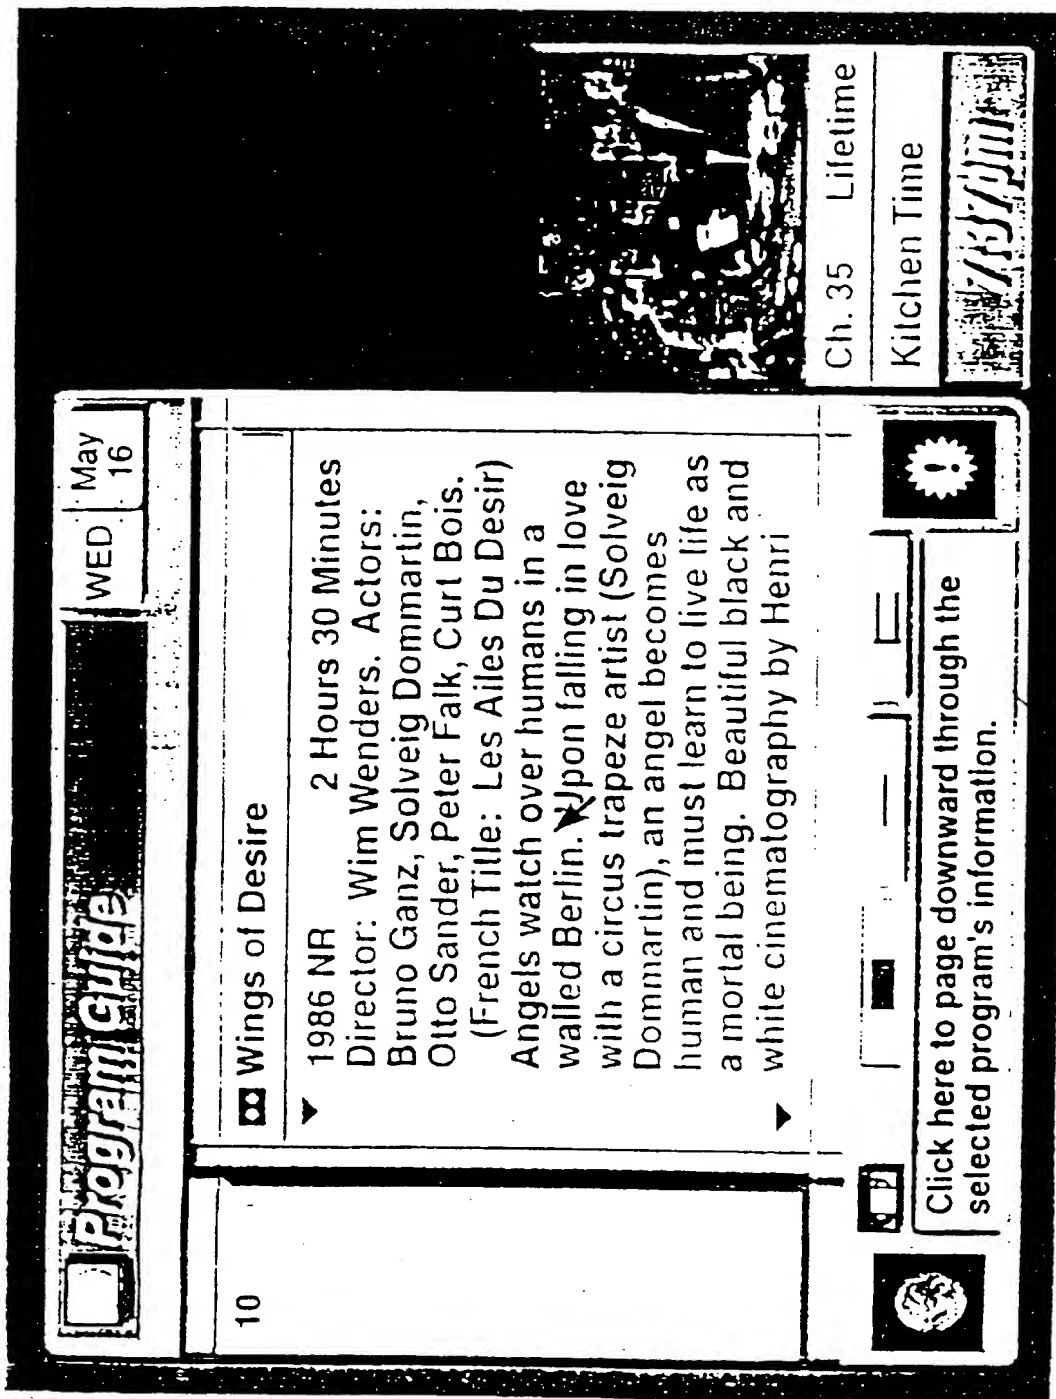 Program Guide
WED
May
16
10
Wings of Desire
1986 NR 2 Hours 30 Minutes
Director: Wim Wenders. Actors:
Bruno Ganz, Solveig Dommartin,
Otto Sander, Peter Falk, Curt Bois.
(French Title: Les Ailes Du Desir)
Angels watch over humans in a
walled Berlin. Upon falling in love
with a circus trapeze artist (Solveig
Dommartin), an angel becomes
human and must learn to live life as
a mortal being. Beautiful black and
white cinematography by Henri
Click here to page downward through the
selected program's information.
!
Ch. 35 Lifetime
Kitchen Time